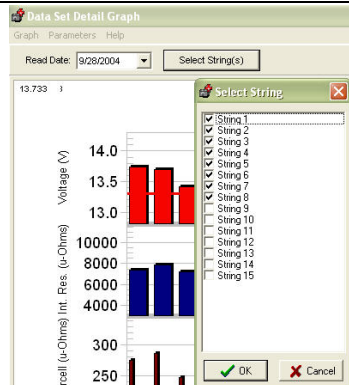 Data Set Detail Graph
Graph Parameters Help
Read Date: 9/28/2004 Select String(s)
13.733
Select String
String 1
String 2
String 3
String 4
String 5
String 6
String 7
String 8
String 9
String 10
String 11
String 12
String 13
String 14
String 15
OK Cancel
Voltage (V)
14.0
13.5
13.0
Int. Res. (u-Ohms)
10000
8000
6000
4000
(u-Ohms)
300
250